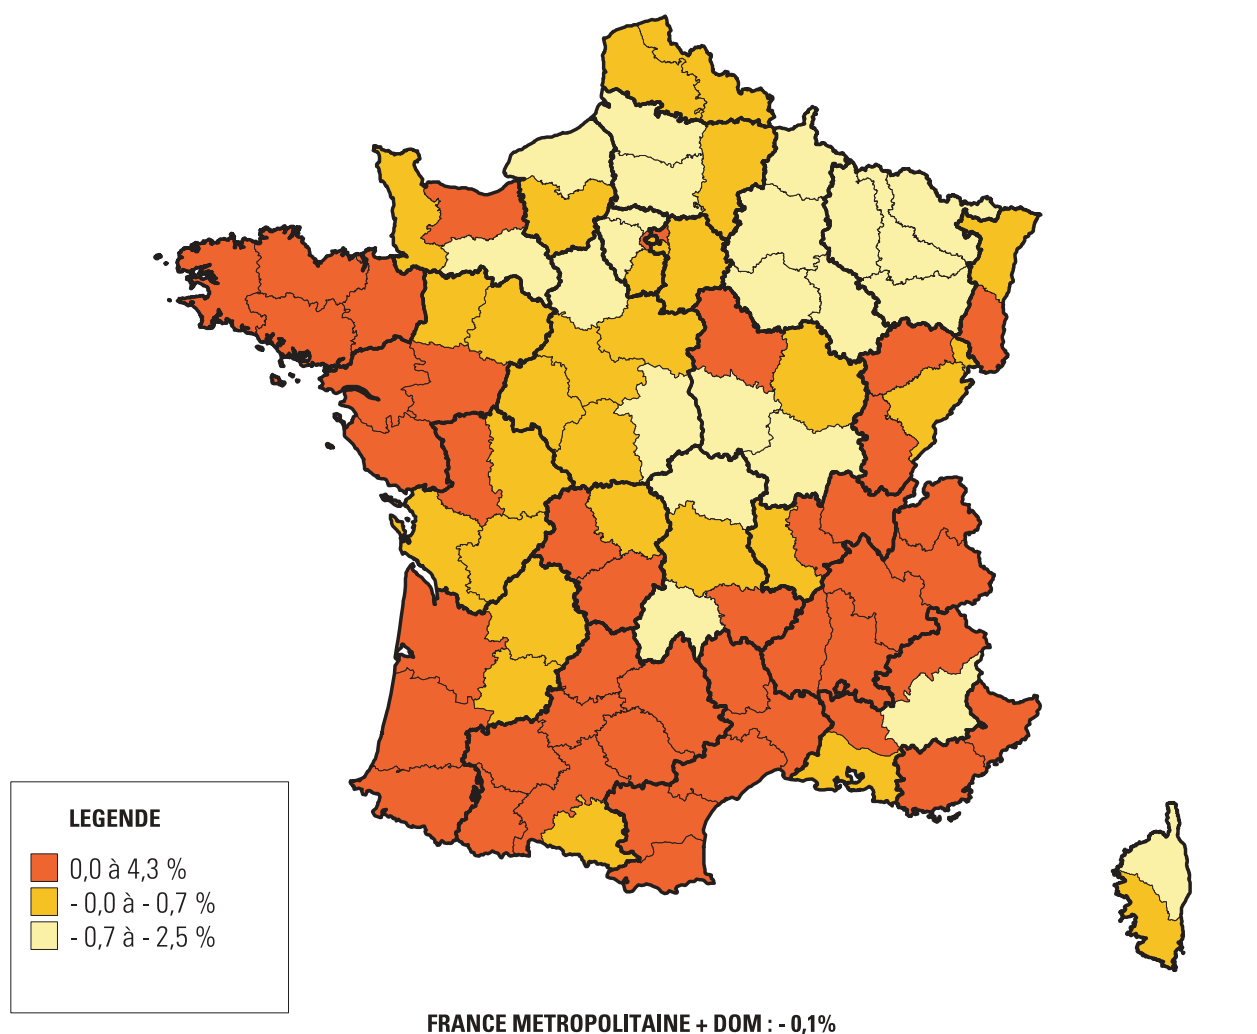 LEGENDE
0,0 à 4,3 %
- 0,0 à - 0,7 %
- 0,7 à - 2,5 %
FRANCE METROPOLITAINE + DOM : - 0,1%